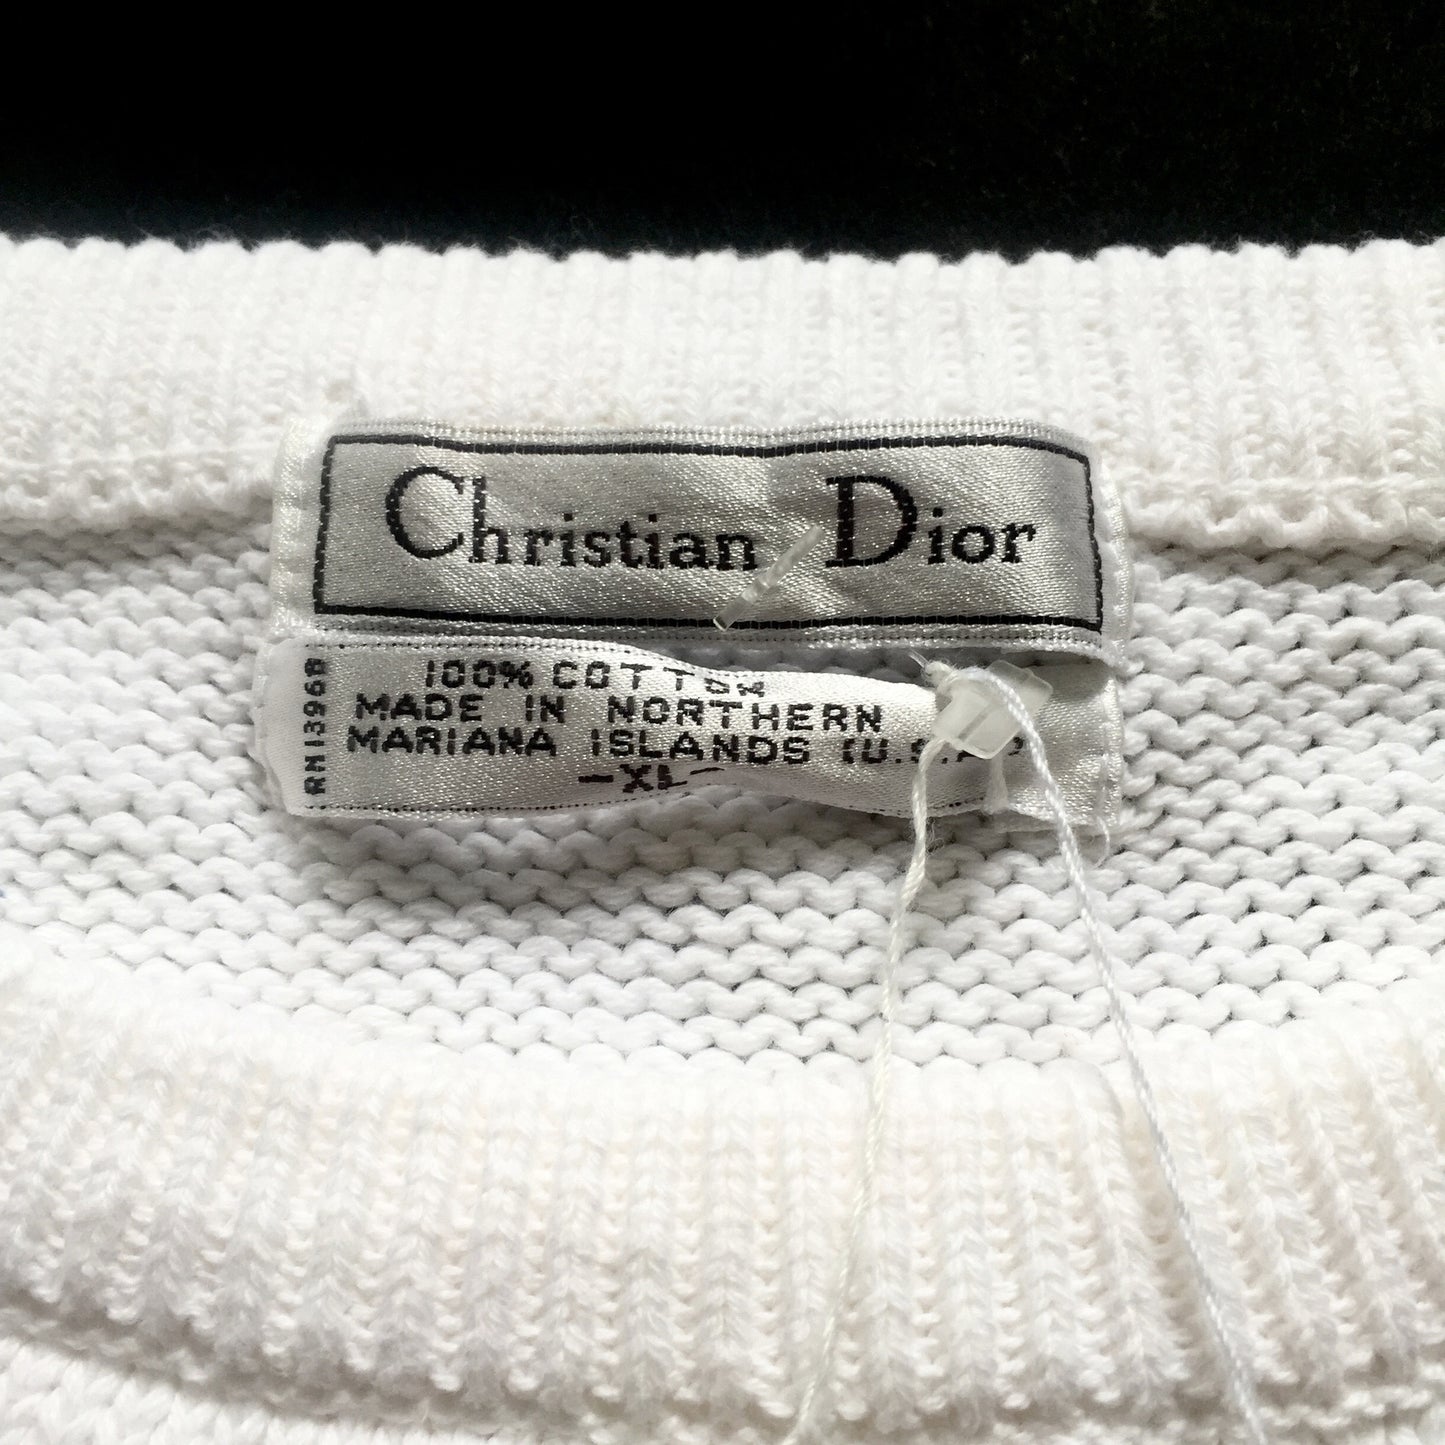 Christian Dior
100% COTTON
MADE IN NORTHERN
MARIANA ISLANDS (U.S.A)
-XL-
RN13968